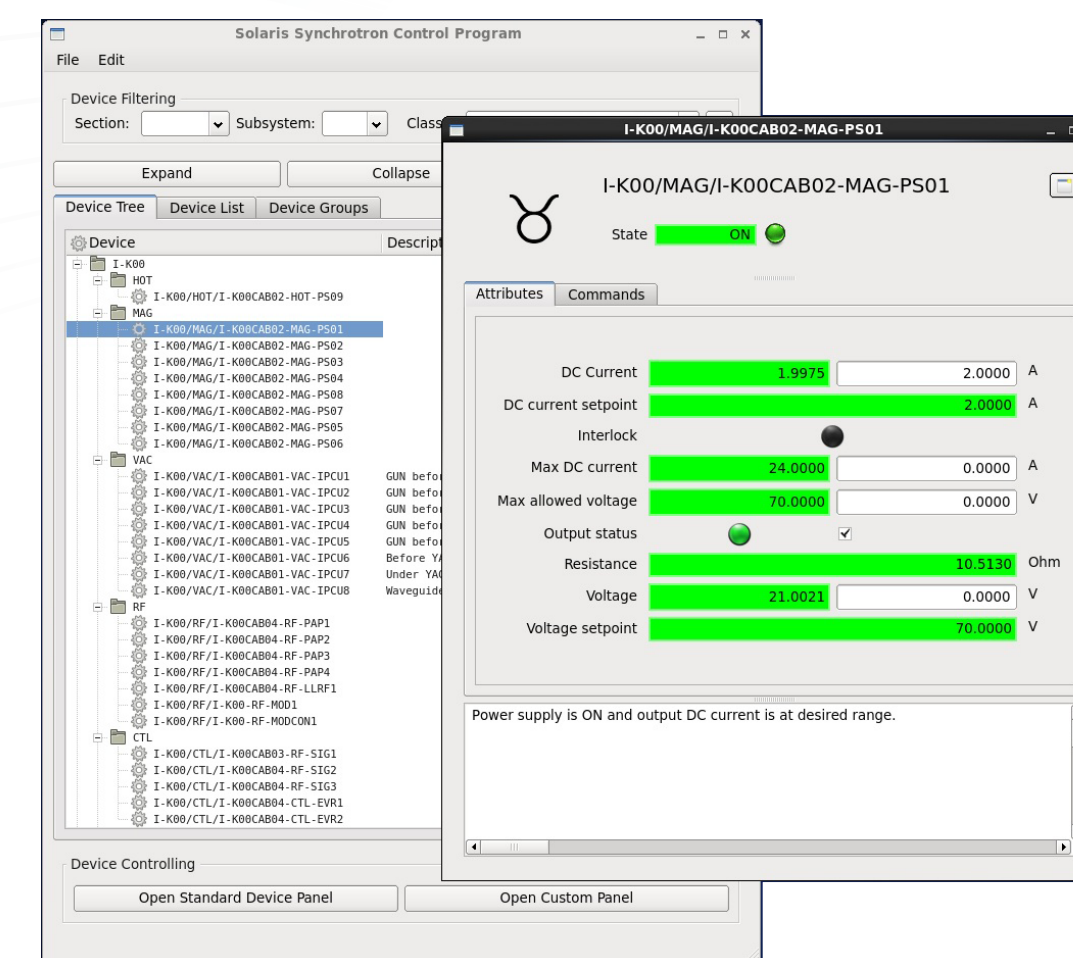 Solaris Synchrotron Control Program
File Edit
Device Filtering
Section: Subsystem: Class
Expand Collapse
Device Tree Device List Device Groups
Device Descript
I-K00
HOT
I-K00/HOT/I-K00CAB02-HOT-PS09
MAG
I-K00/MAG/I-K00CAB02-MAG-PS01
I-K00/MAG/I-K00CAB02-MAG-PS02
I-K00/MAG/I-K00CAB02-MAG-PS03
I-K00/MAG/I-K00CAB02-MAG-PS04
I-K00/MAG/I-K00CAB02-MAG-PS08
I-K00/MAG/I-K00CAB02-MAG-PS07
I-K00/MAG/I-K00CAB02-MAG-PS05
I-K00/MAG/I-K00CAB02-MAG-PS06
VAC
I-K00/VAC/I-K00CAB01-VAC-IPCU1 GUN befor
I-K00/VAC/I-K00CAB01-VAC-IPCU2 GUN befor
I-K00/VAC/I-K00CAB01-VAC-IPCU3 GUN befor
I-K00/VAC/I-K00CAB01-VAC-IPCU4 GUN befor
I-K00/VAC/I-K00CAB01-VAC-IPCU5 GUN befor
I-K00/VAC/I-K00CAB01-VAC-IPCU6 Before YA
I-K00/VAC/I-K00CAB01-VAC-IPCU7 Under YAG
I-K00/VAC/I-K00CAB01-VAC-IPCU8 Waveguide
RF
I-K00/RF/I-K00CAB04-RF-PAP1
I-K00/RF/I-K00CAB04-RF-PAP2
I-K00/RF/I-K00CAB04-RF-PAP3
I-K00/RF/I-K00CAB04-RF-PAP4
I-K00/RF/I-K00CAB04-RF-LLRF1
I-K00/RF/I-K00-RF-MOD1
I-K00/RF/I-K00-RF-MODCON1
CTL
I-K00/CTL/I-K00CAB03-RF-SIG1
I-K00/CTL/I-K00CAB04-RF-SIG2
I-K00/CTL/I-K00CAB04-RF-SIG3
I-K00/CTL/I-K00CAB04-CTL-EVR1
I-K00/CTL/I-K00CAB04-CTL-EVR2
Device Controlling
Open Standard Device Panel Open Custom Panel
I-K00/MAG/I-K00CAB02-MAG-PS01
I-K00/MAG/I-K00CAB02-MAG-PS01
State ON
Attributes Commands
DC Current 1.9975 2.0000 A
DC current setpoint 2.0000 A
Interlock
Max DC current 24.0000 0.0000 A
Max allowed voltage 70.0000 0.0000 V
Output status
Resistance 10.5130 Ohm
Voltage 21.0021 0.0000 V
Voltage setpoint 70.0000 V
Power supply is ON and output DC current is at desired range.